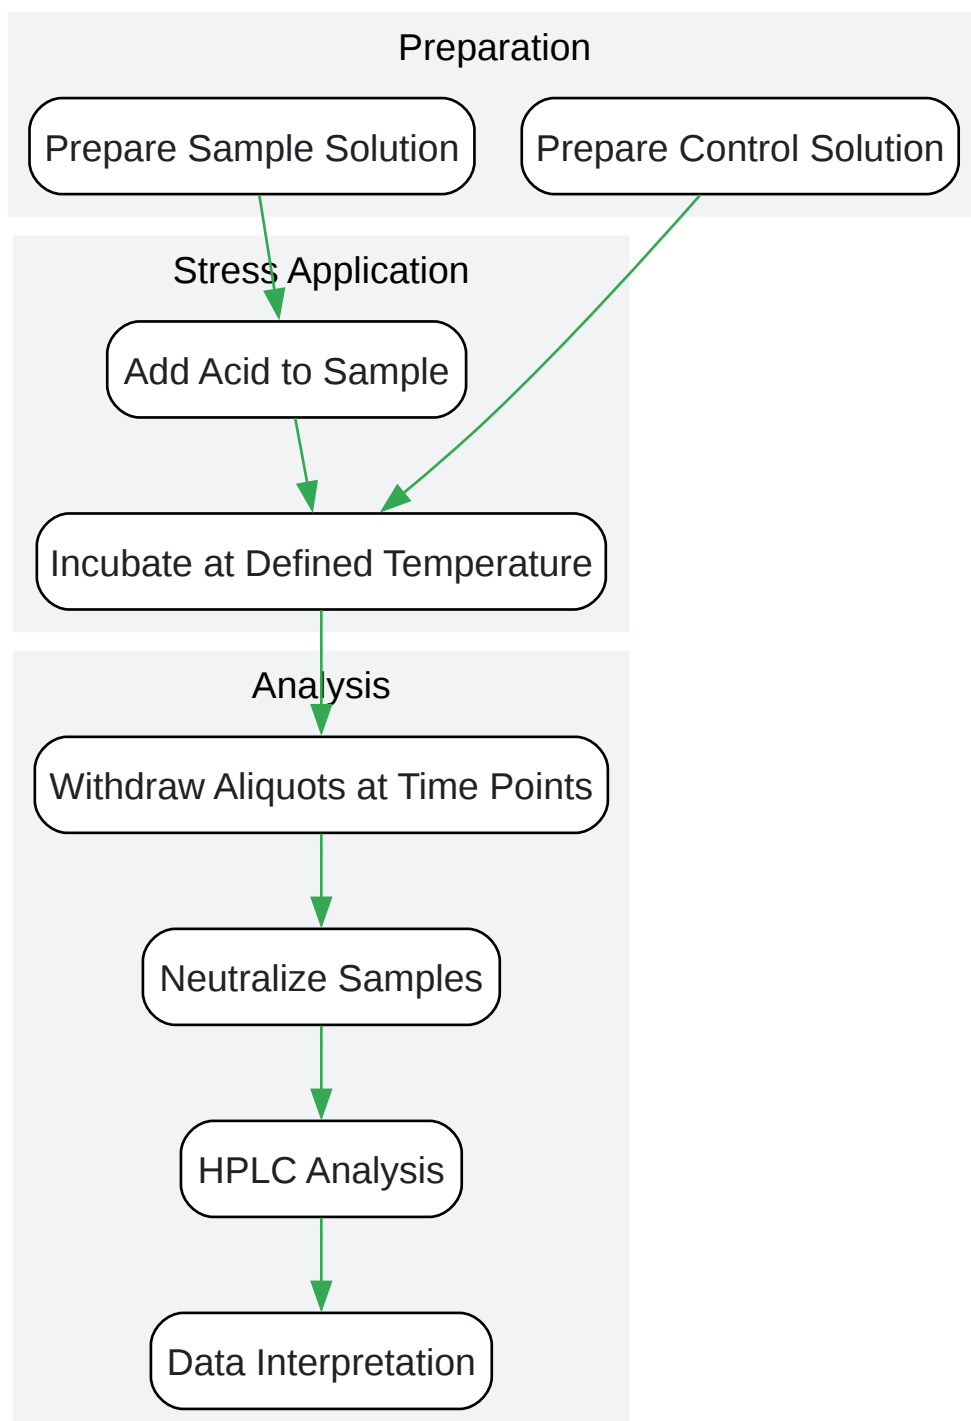 Preparation
Prepare Sample Solution
Prepare Control Solution
Stress Application
Add Acid to Sample
Incubate at Defined Temperature
Analysis
Withdraw Aliquots at Time Points
Neutralize Samples
HPLC Analysis
Data Interpretation